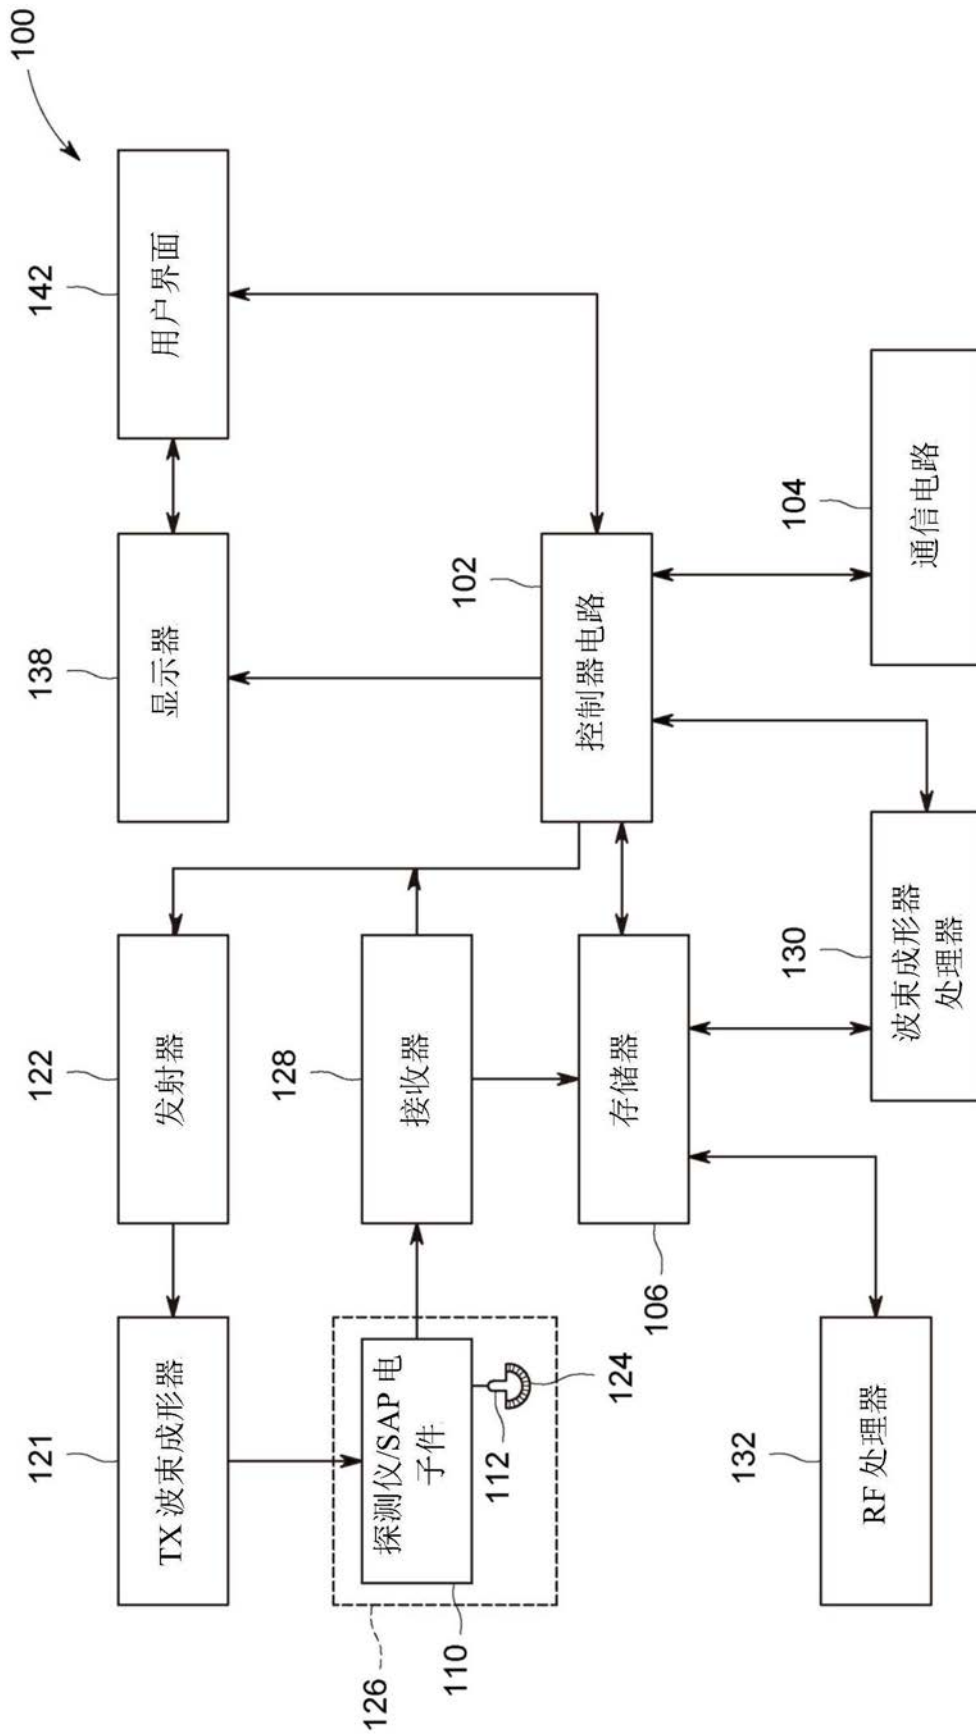 100
121
TX 波束成形器
122
发射器
138
显示器
142
用户界面
126
110
探测仪/SAP 电
子件
112
124
128
接收器
102
控制器电路
106
存储器
132
RF 处理器
130
波束成形器
处理器
104
通信电路